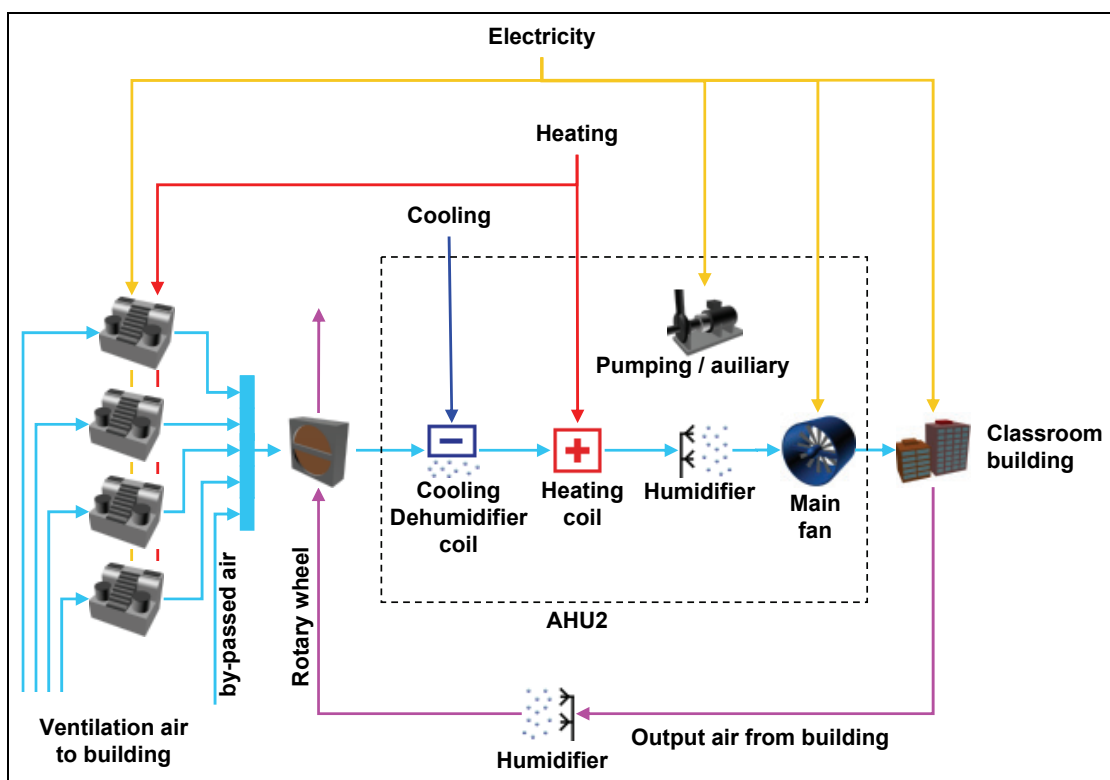 Electricity
Heating
Cooling
Pumping / auiliary
Classroom
building
Cooling
Dehumidifier
coil
Heating
coil
Humidifier
Main
fan
by-passed air
Rotary wheel
AHU2
Ventilation air
to building
Humidifier
Output air from building